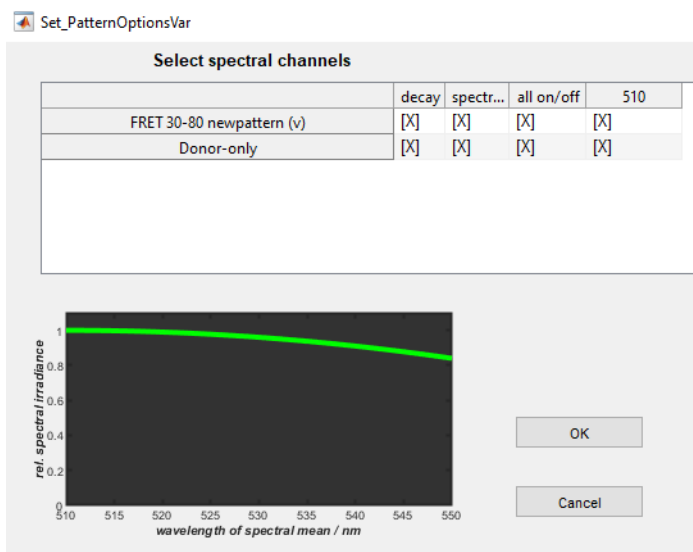 Set_PatternOptionsVar
Select spectral channels
decay spectr... all on/off 510
FRET 30-80 newpattern (v) [X] [X] [X] [X]
Donor-only [X] [X] [X] [X]
rel. spectral irradiance
1
0.8
0.6
0.4
0.2
0
510 515 520 525 530 535 540 545 550
wavelength of spectral mean / nm
OK
Cancel